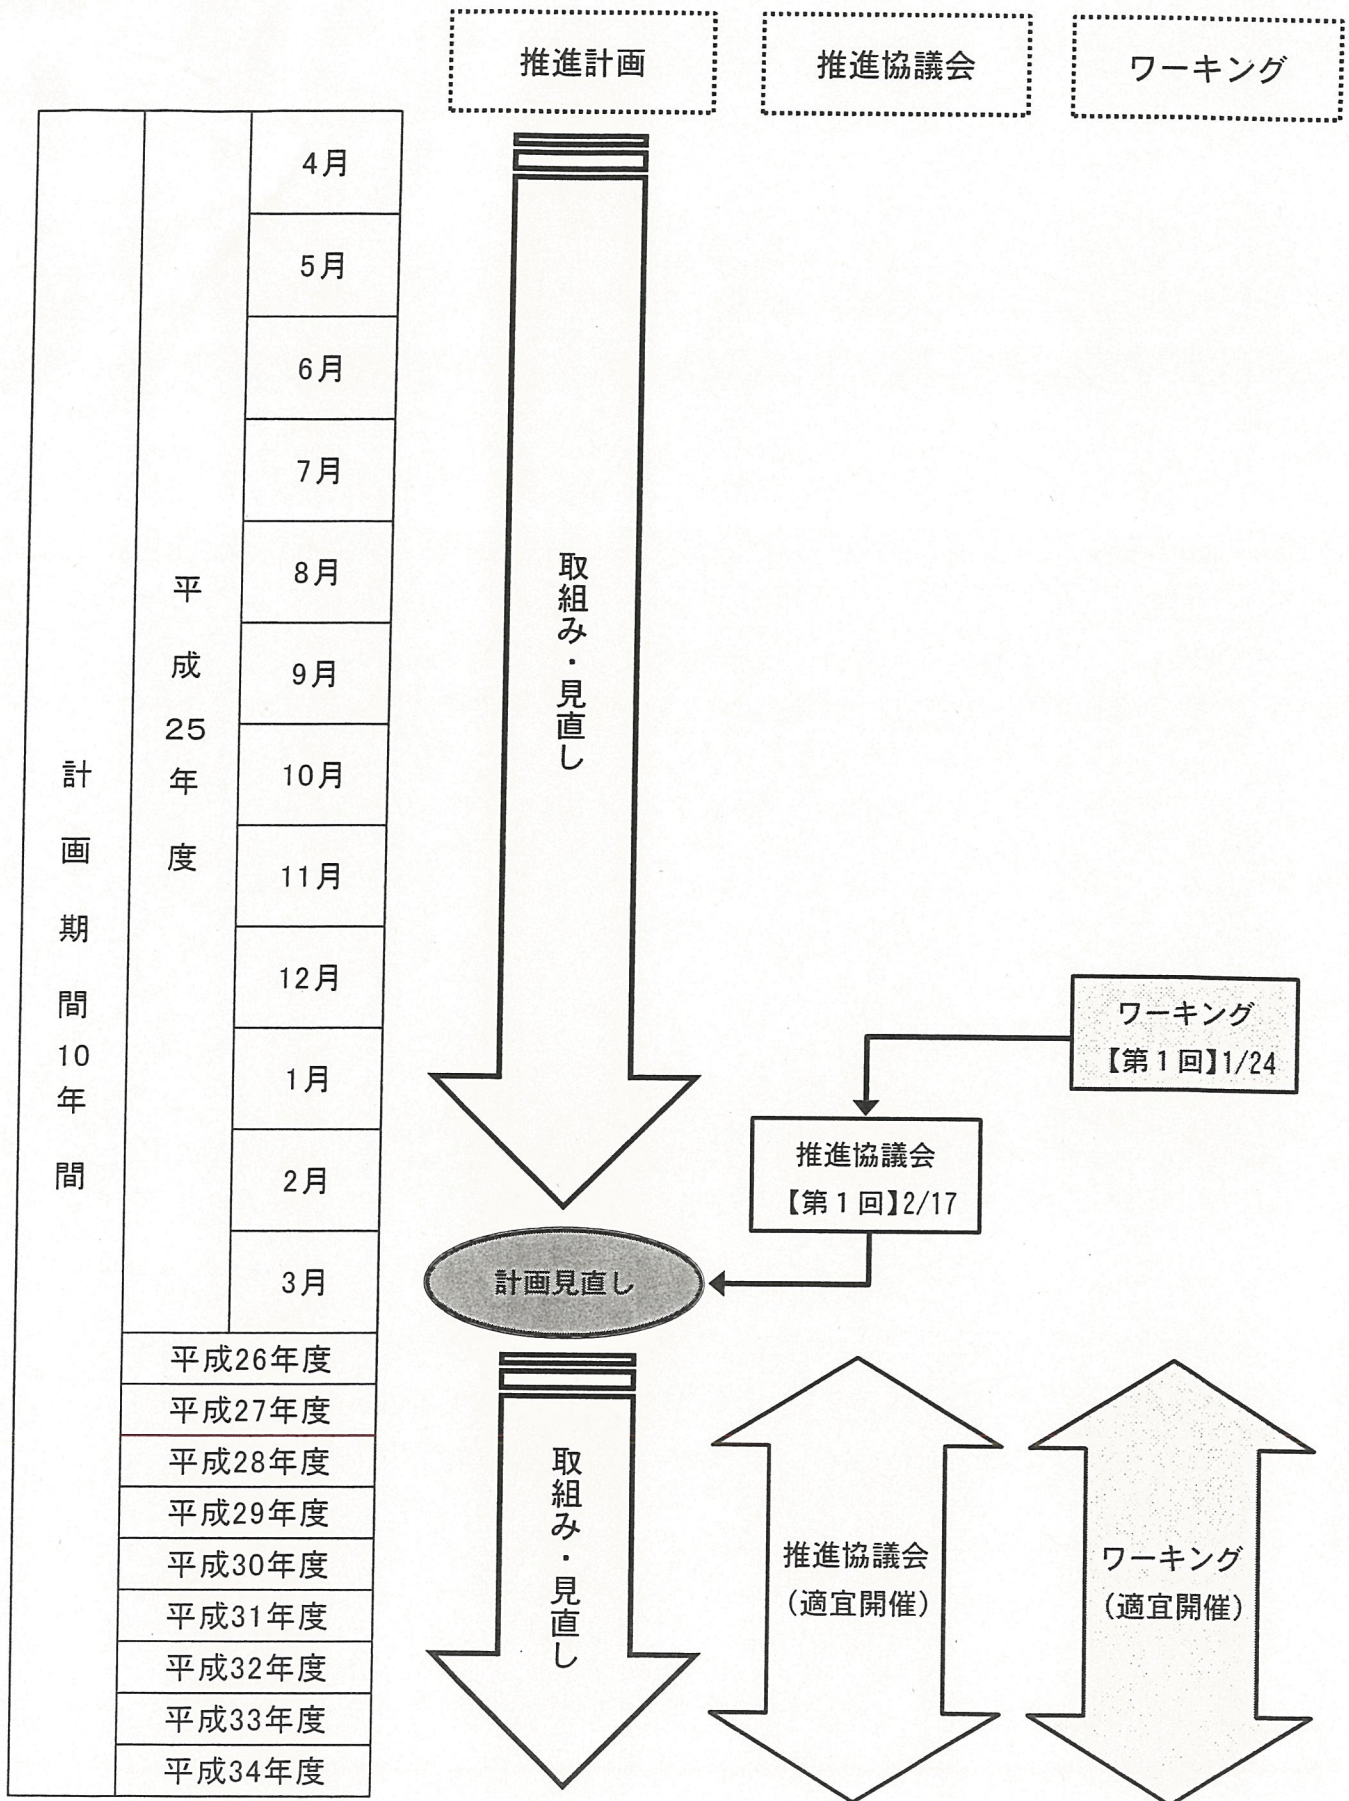 推進計画
推進協議会
ワーキング
計画期間10年間
平成25年度
4月
5月
6月
7月
8月
9月
10月
11月
12月
1月
2月
3月
平成26年度
平成27年度
平成28年度
平成29年度
平成30年度
平成31年度
平成32年度
平成33年度
平成34年度
取組み・見直し
ワーキング
【第1回】1/24
推進協議会
【第1回】2/17
計画見直し
取組み・見直し
推進協議会
(適宜開催)
ワーキング
(適宜開催)